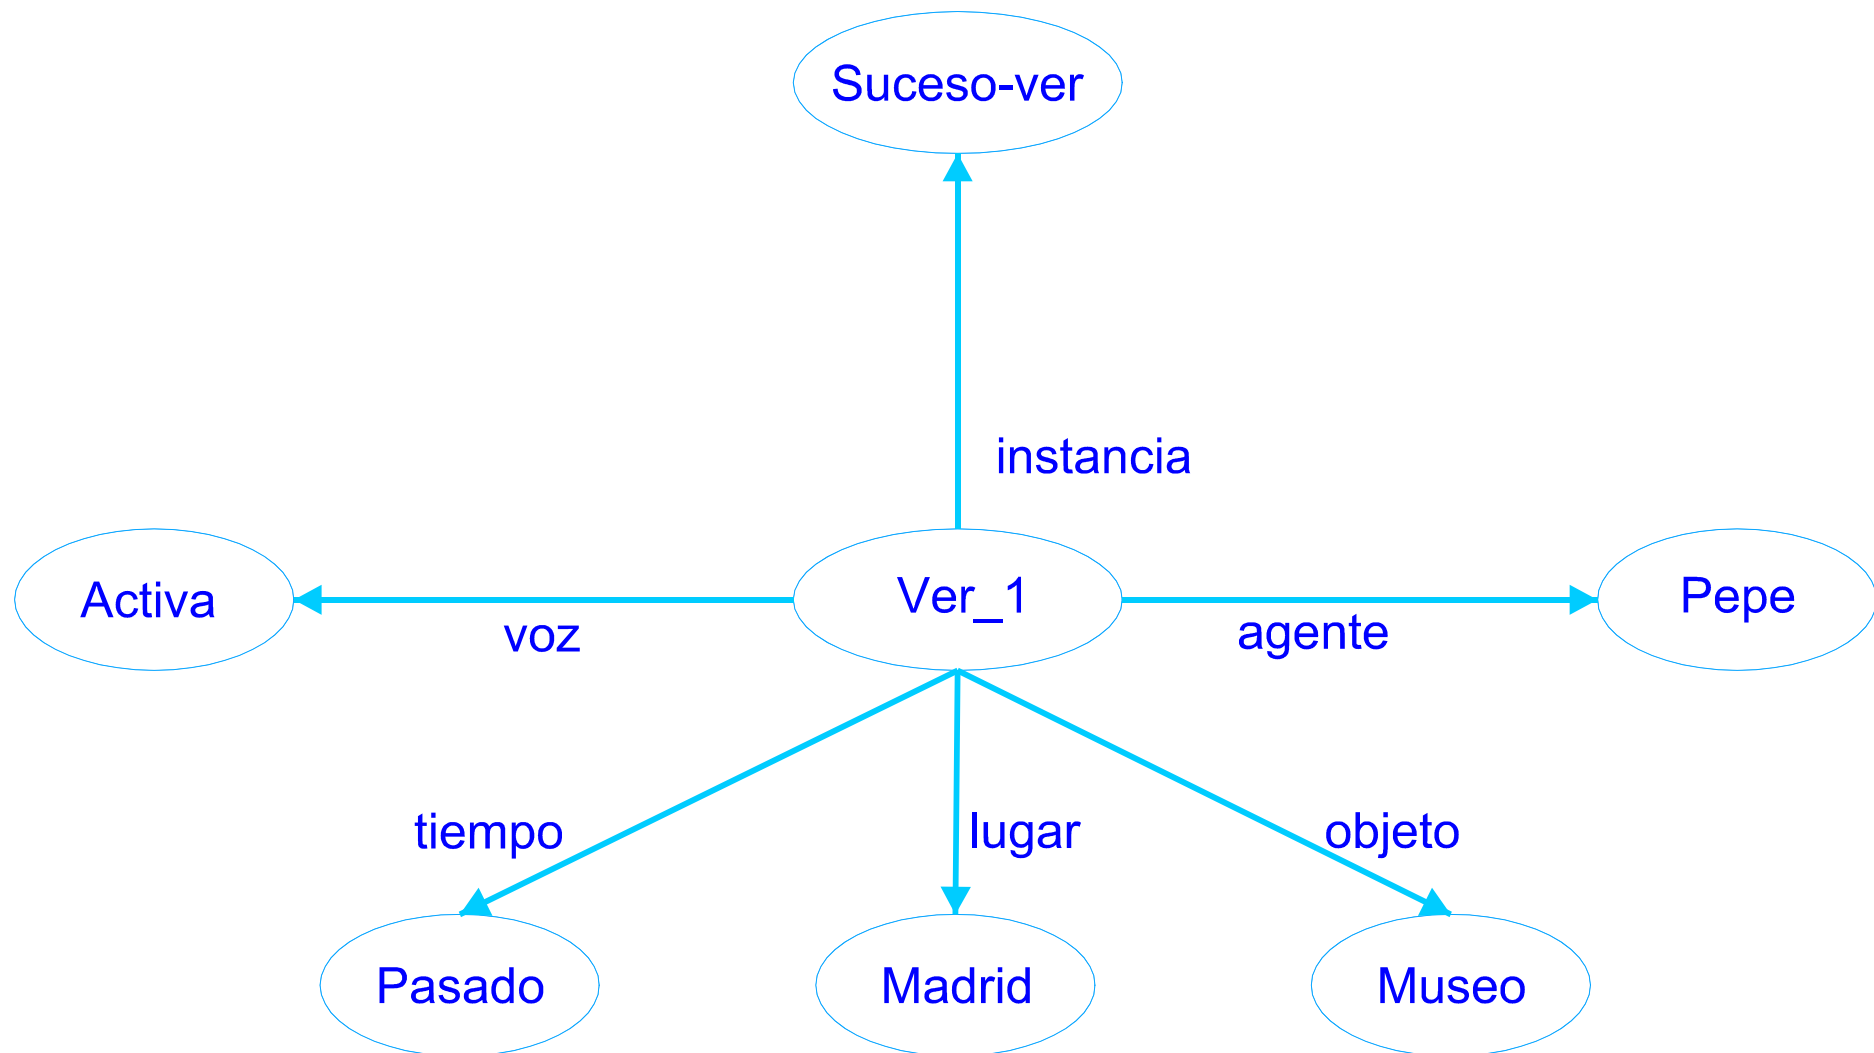 Suceso-ver
instancia
Activa
voz
Ver_1
agente
Pepe
tiempo
lugar
objeto
Pasado
Madrid
Museo